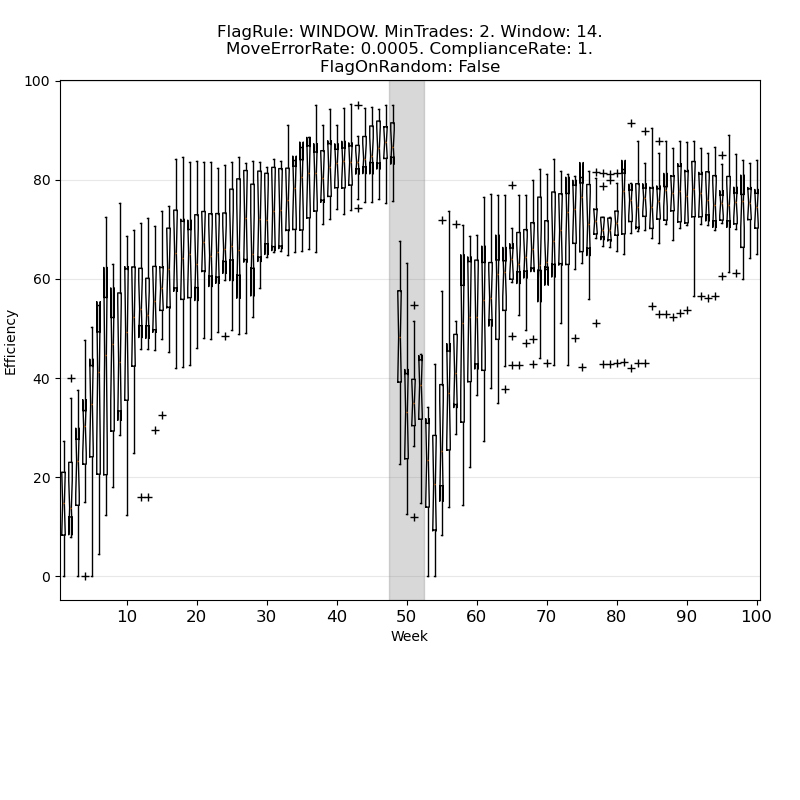 FlagRule: WINDOW. MinTrades: 2. Window: 14.
MoveErrorRate: 0.0005. ComplianceRate: 1.
FlagOnRandom: False
100
80
60
40
20
0
Efficiency
10 20 30 40 50 60 70 80 90 100
Week